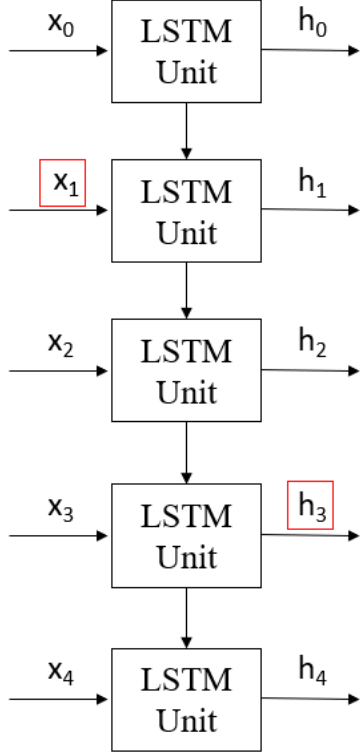 x₀ LSTM Unit h₀
x₁ LSTM Unit h₁
x₂ LSTM Unit h₂
x₃ LSTM Unit h₃
x₄ LSTM Unit h₄